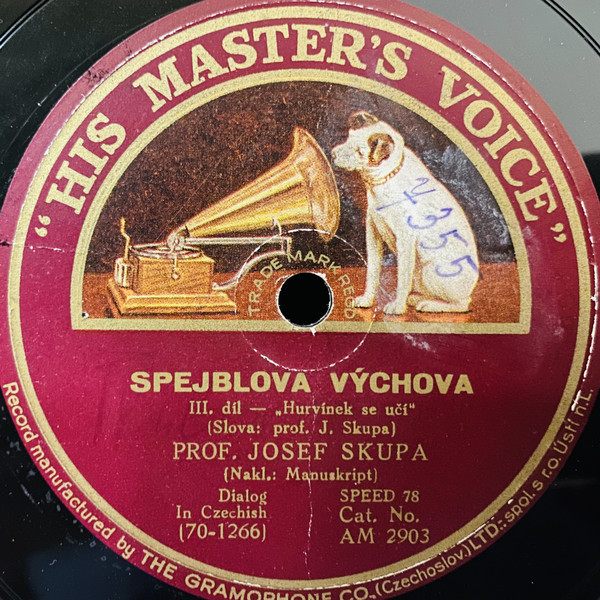 "HIS MASTER'S VOICE"
7355
TRADE MARK REGD
SPEJBLOVA VÝCHOVA
III. díl — „Hurvínek se učí“
(Slova: prof. J. Skupa)
PROF. JOSEF SKUPA
(Nakl.: Manuskript)
Dialog SPEED 78
In Czechish Cat. No.
(70-1266) AM 2903
Record manufactured by THE GRAMOPHONE CO., (Czechoslov.) LTD., spol. s r. o. Ústí n. L.